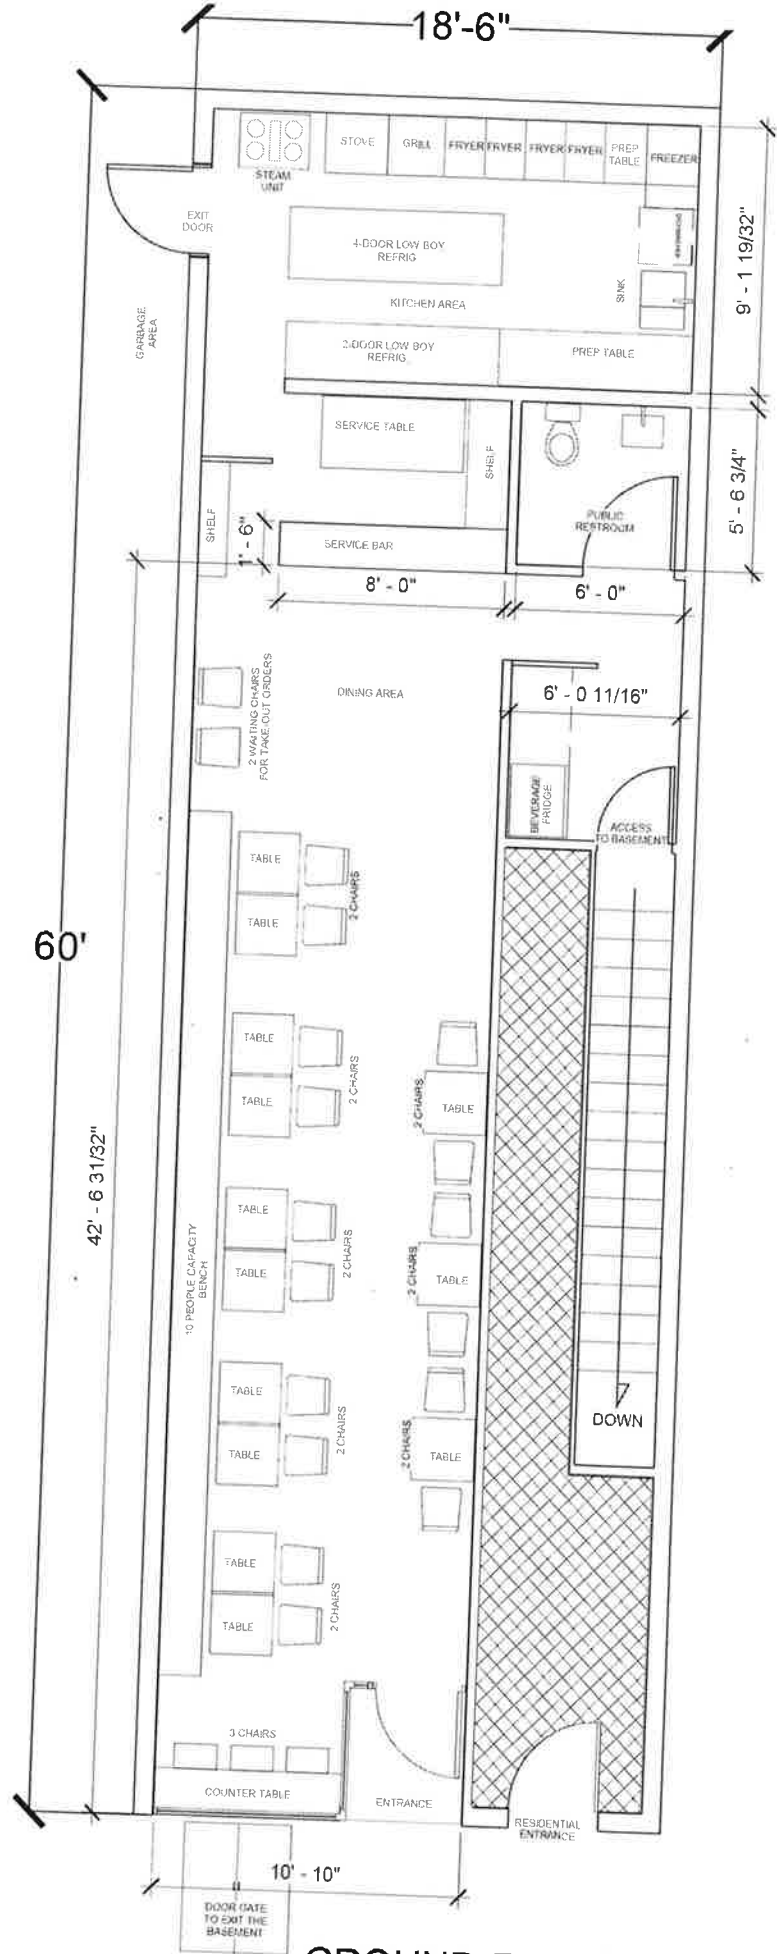 18'-6"
STEAM
UNIT
STOVE
GRILL
FRYER
FRYER
FRYER
FRYER
PREP
TABLE
FREEZER
EXIT
DOOR
4-DOOR LOW BOY
REFRIG
9' - 1 19/32"
SINK
KITCHEN AREA
GARBAGE
AREA
2-DOOR LOW BOY
REFRIG
PREP TABLE
SERVICE TABLE
SHELF
5' - 6 3/4"
SHELF
1' - 6"
PUBLIC
RESTROOM
SERVICE BAR
8' - 0"
6' - 0"
2 WAITING CHAIRS
FOR TAKE-OUT ORDERS
DINING AREA
6' - 0 11/16"
BEVERAGE
FRIDGE
ACCESS
TO BASEMENT
TABLE
TABLE
2 CHAIRS
60'
TABLE
TABLE
2 CHAIRS
2 CHAIRS
TABLE
42' - 6 31/32"
TABLE
TABLE
2 CHAIRS
2 CHAIRS
TABLE
10 PEOPLE CAPACITY
BENCH
TABLE
TABLE
2 CHAIRS
2 CHAIRS
TABLE
DOWN
TABLE
TABLE
2 CHAIRS
3 CHAIRS
COUNTER TABLE
ENTRANCE
RESIDENTIAL
ENTRANCE
10' - 10"
DOOR GATE
TO EXIT THE
BASEMENT
GROUND